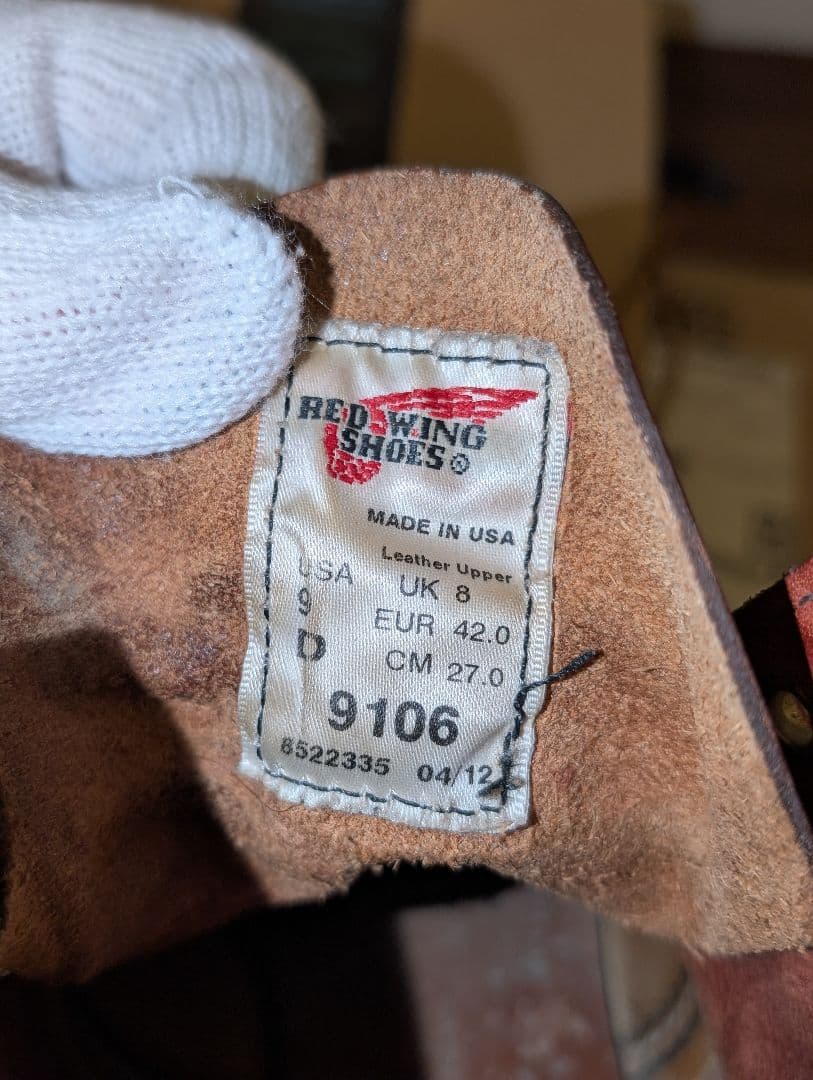 RED WING
SHOES®
MADE IN USA
Leather Upper
USA UK 8
9 EUR 42.0
D CM 27.0
9106
8522335 04/12